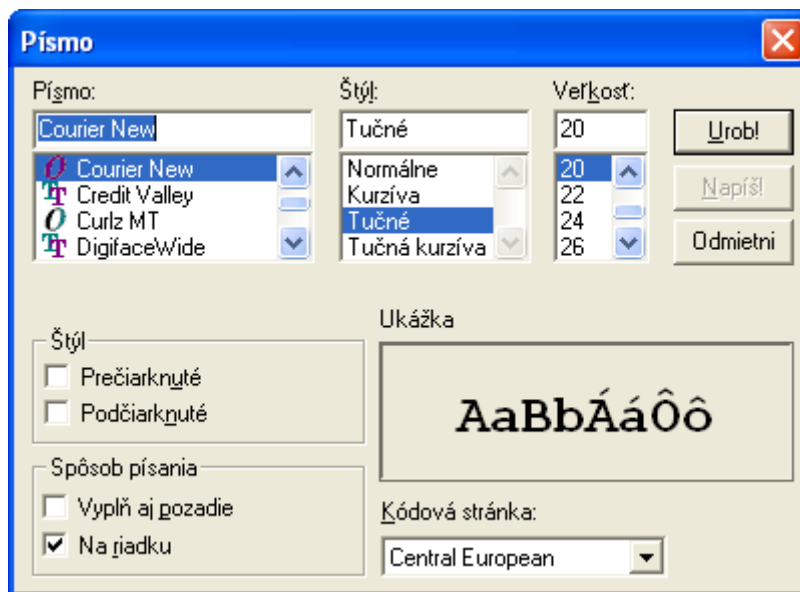 Písmo
Písmo:
Courier New
Courier New
Credit Valley
Curlz MT
DigifaceWide
Štýl:
Tučné
Normálne
Kurzíva
Tučné
Tučná kurzíva
Veľkosť:
20
20
22
24
26
Urob!
Napíš!
Odmietni
Štýl
Prečiarknuté
Podčiarknuté
Spôsob písania
Vyplň aj pozadie
Na riadku
Ukážka
AaBbÁáÔô
Kódová stránka:
Central European